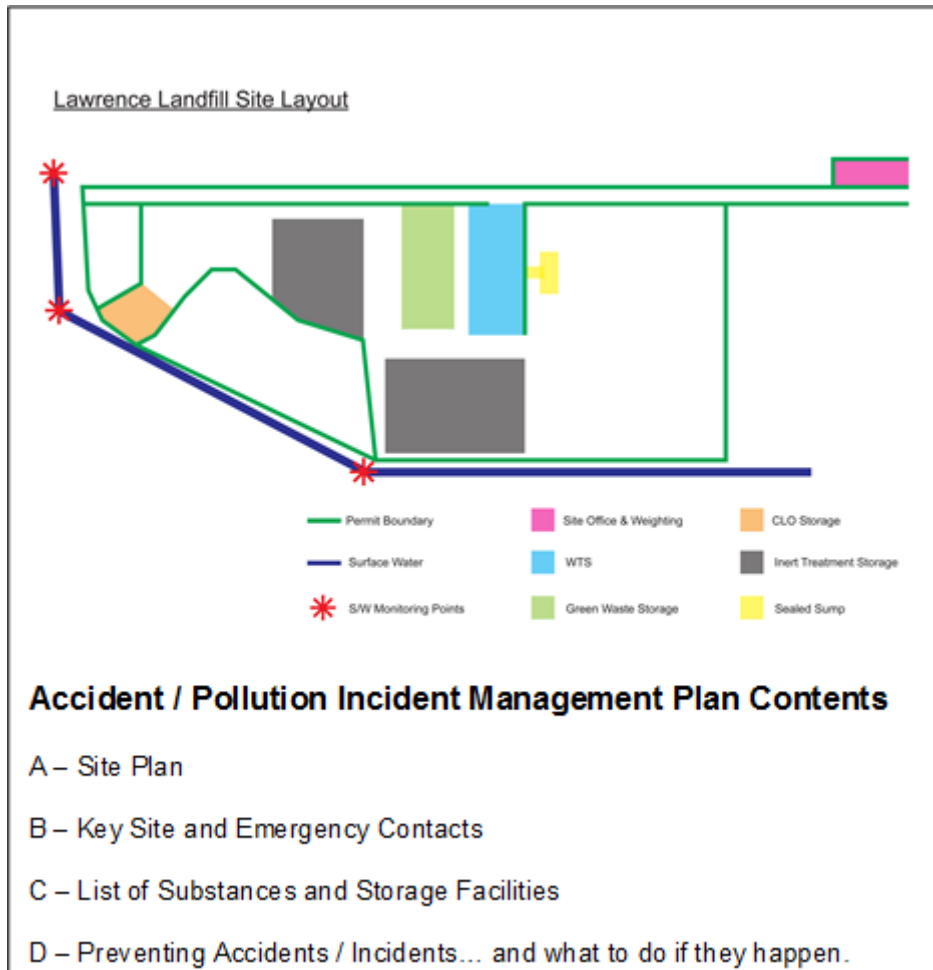 Lawrence Landfill Site Layout
Permit Boundary
Site Office & Weighting
CLO Storage
Surface Water
WTS
Inert Treatment Storage
S/W Monitoring Points
Green Waste Storage
Sealed Sump
Accident / Pollution Incident Management Plan Contents
A – Site Plan
B – Key Site and Emergency Contacts
C – List of Substances and Storage Facilities
D – Preventing Accidents / Incidents... and what to do if they happen.